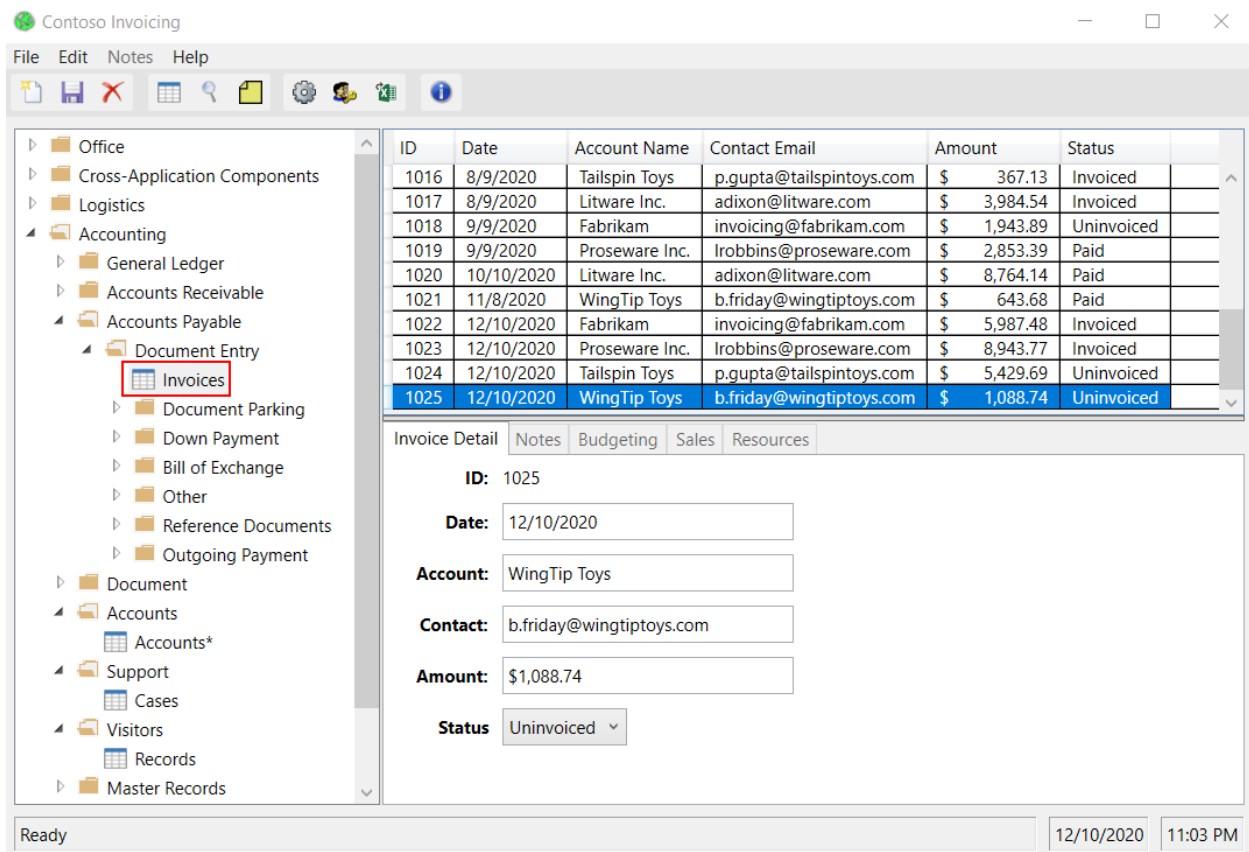 Contoso Invoicing
File Edit Notes Help
Office
Cross-Application Components
Logistics
Accounting
General Ledger
Accounts Receivable
Accounts Payable
Document Entry
Invoices
Document Parking
Down Payment
Bill of Exchange
Other
Reference Documents
Outgoing Payment
Document
Accounts
Accounts*
Support
Cases
Visitors
Records
Master Records
ID Date Account Name Contact Email Amount Status
1016 8/9/2020 Tailspin Toys p.gupta@tailspintoys.com $ 367.13 Invoiced
1017 8/9/2020 Litware Inc. adixon@litware.com $ 3,984.54 Invoiced
1018 9/9/2020 Fabrikam invoicing@fabrikam.com $ 1,943.89 Uninvoiced
1019 9/9/2020 Proseware Inc. lrobbins@proseware.com $ 2,853.39 Paid
1020 10/10/2020 Litware Inc. adixon@litware.com $ 8,764.14 Paid
1021 11/8/2020 WingTip Toys b.friday@wingtiptoys.com $ 643.68 Paid
1022 12/10/2020 Fabrikam invoicing@fabrikam.com $ 5,987.48 Invoiced
1023 12/10/2020 Proseware Inc. lrobbins@proseware.com $ 8,943.77 Invoiced
1024 12/10/2020 Tailspin Toys p.gupta@tailspintoys.com $ 5,429.69 Uninvoiced
1025 12/10/2020 WingTip Toys b.friday@wingtiptoys.com $ 1,088.74 Uninvoiced
Invoice Detail Notes Budgeting Sales Resources
ID: 1025
Date: 12/10/2020
Account: WingTip Toys
Contact: b.friday@wingtiptoys.com
Amount: $1,088.74
Status Uninvoiced
Ready 12/10/2020 11:03 PM